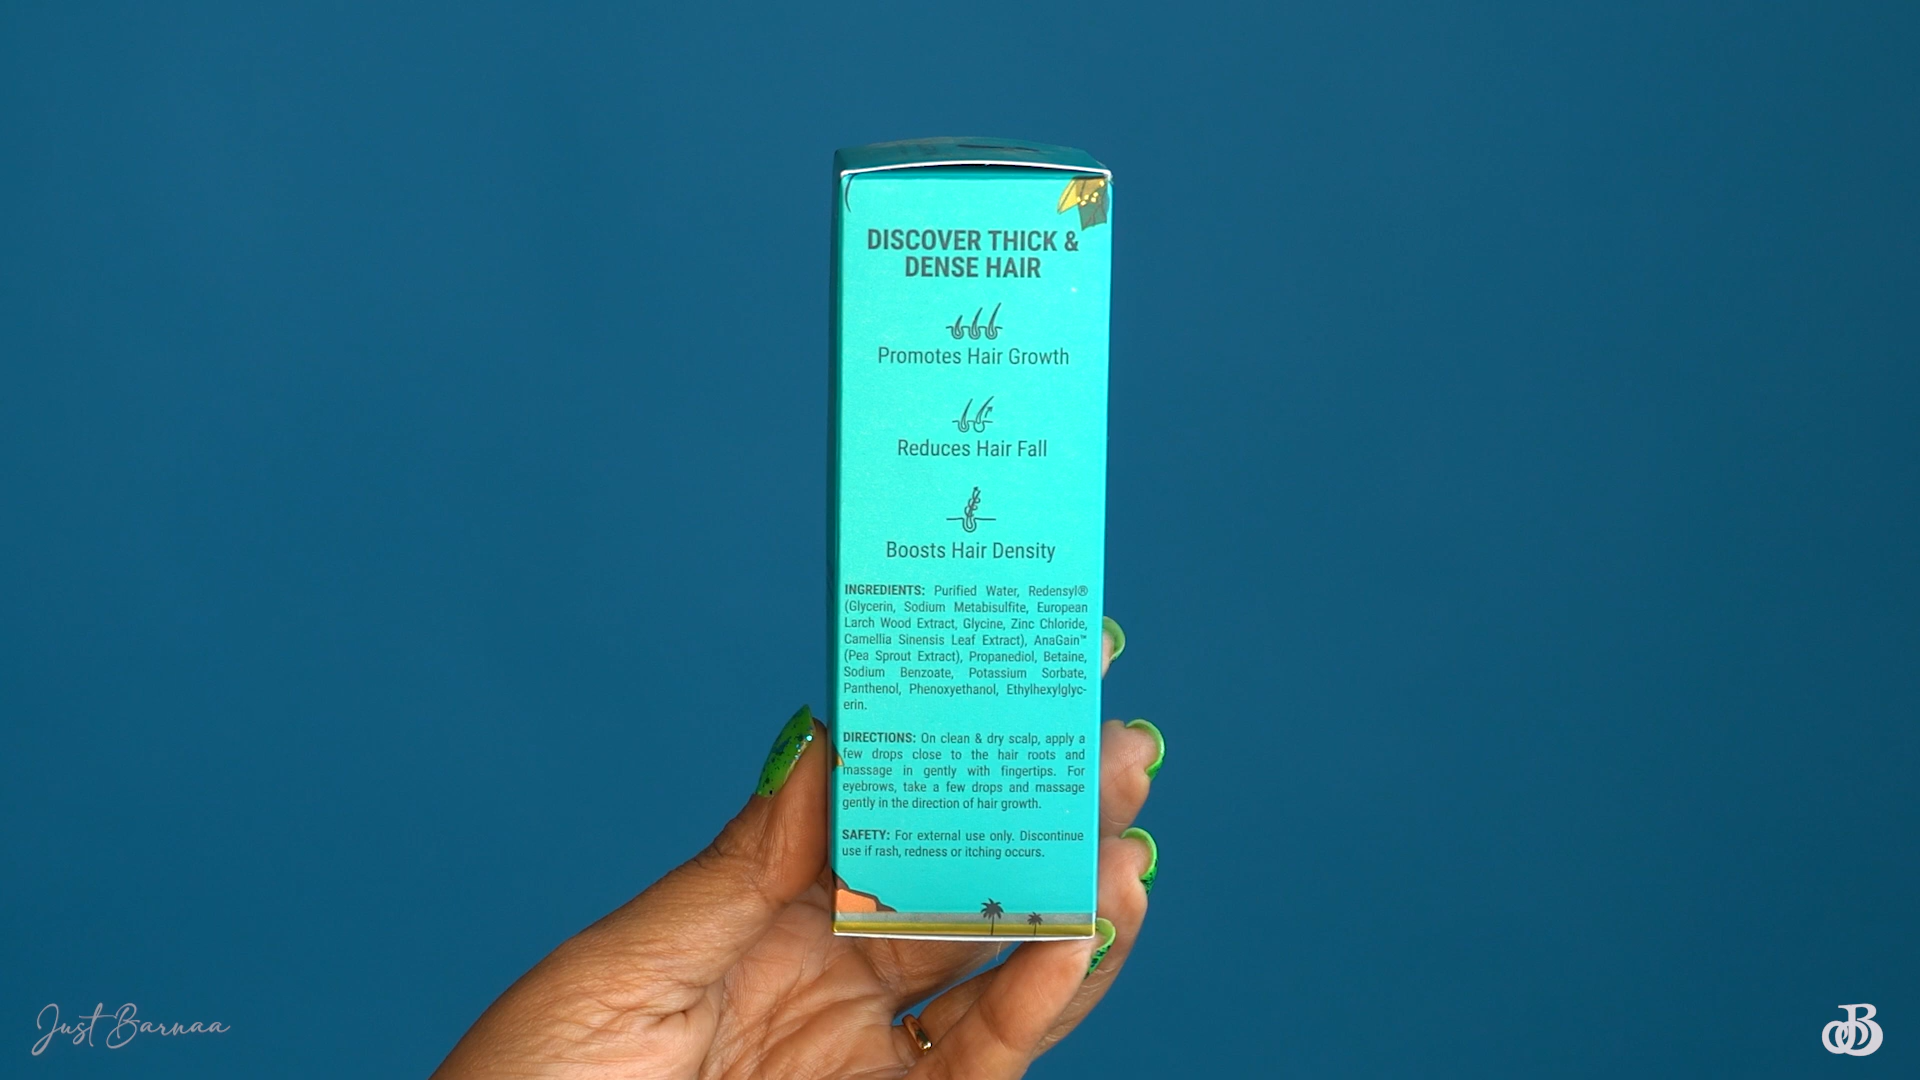 DISCOVER THICK &
DENSE HAIR
Promotes Hair Growth
Reduces Hair Fall
Boosts Hair Density
INGREDIENTS: Purified Water, Redensyl®
(Glycerin, Sodium Metabisulfite, European
Larch Wood Extract, Glycine, Zinc Chloride,
Camellia Sinensis Leaf Extract), AnaGain™
(Pea Sprout Extract), Propanediol, Betaine,
Sodium Benzoate, Potassium Sorbate,
Panthenol, Phenoxyethanol, Ethylhexylglyc-
erin.
DIRECTIONS: On clean & dry scalp, apply a
few drops close to the hair roots and
massage in gently with fingertips. For
eyebrows, take a few drops and massage
gently in the direction of hair growth.
SAFETY: For external use only. Discontinue
use if rash, redness or itching occurs.
Just Barnaa